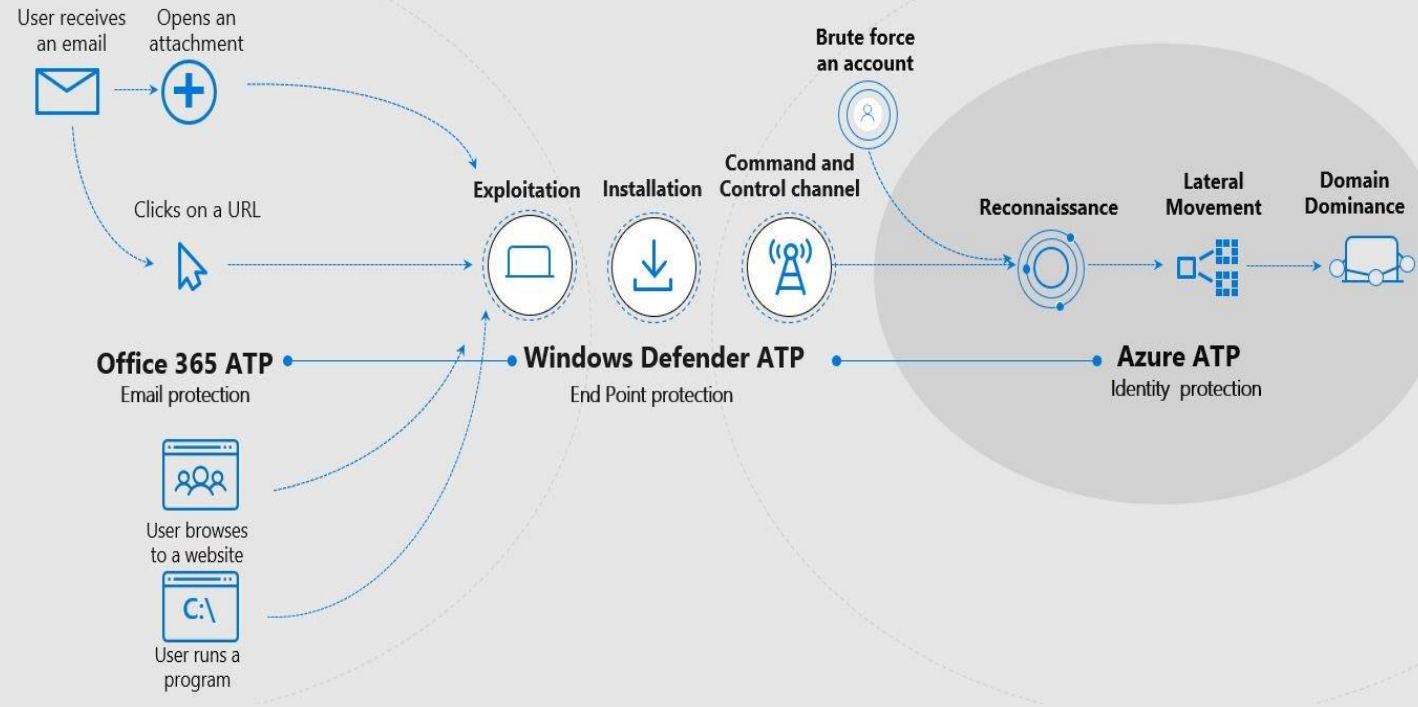 User receives
an email
Opens an
attachment
Brute force
an account
Clicks on a URL
Exploitation
Installation
Command and
Control channel
Reconnaissance
Lateral
Movement
Domain
Dominance
Office 365 ATP
Email protection
Windows Defender ATP
End Point protection
Azure ATP
Identity protection
User browses
to a website
C:\
User runs a
program